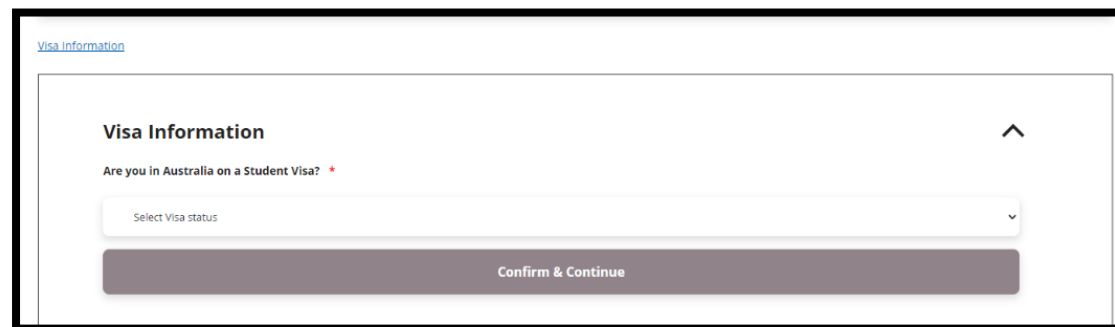 Visa Information
Visa Information
Are you in Australia on a Student Visa? *
Select Visa status
Confirm & Continue